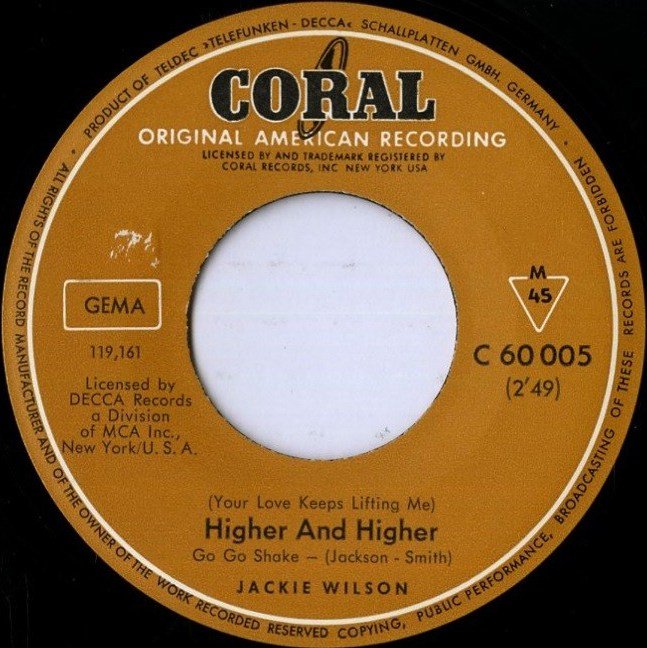 • PRODUCT OF TELDEC »TELEFUNKEN - DECCA« SCHALLPLATTEN GMBH. GERMANY •
CORAL
ORIGINAL AMERICAN RECORDING
LICENSED BY AND TRADEMARK REGISTERED BY
CORAL RECORDS, INC NEW YORK USA
GEMA
M
45
119,161
C 60 005
(2'49)
Licensed by
DECCA Records
a Division
of MCA Inc.,
New York/U. S. A.
(Your Love Keeps Lifting Me)
Higher And Higher
Go Go Shake – (Jackson - Smith)
JACKIE WILSON
ALL RIGHTS OF THE RECORD MANUFACTURER AND OF THE OWNER OF THE WORK RECORDED RESERVED COPYING, PUBLIC PERFORMANCE, BROADCASTING OF THESE RECORDS ARE FORBIDDEN